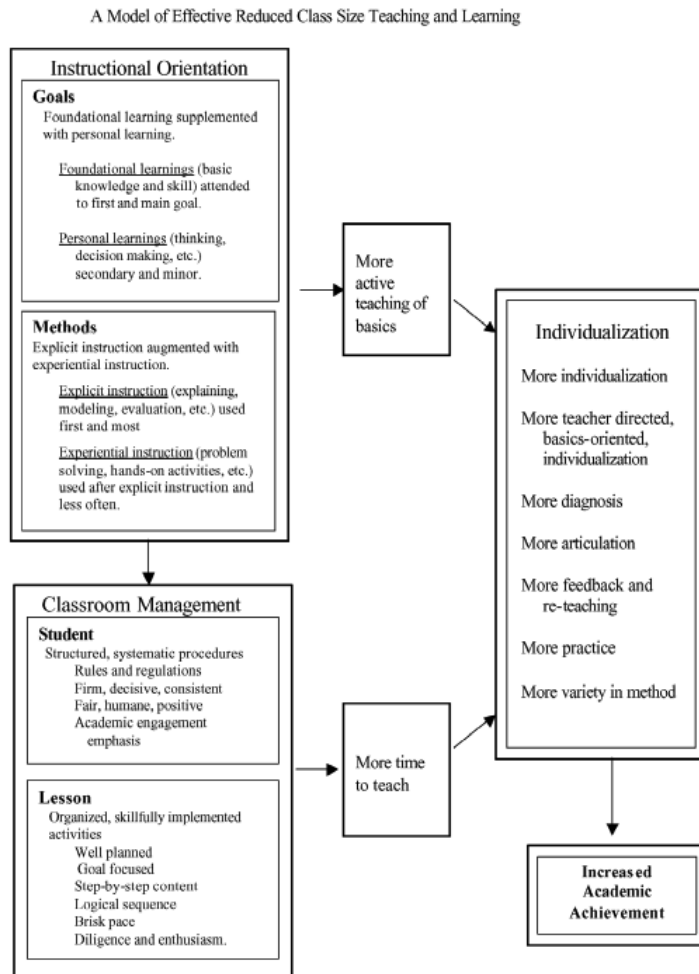 A Model of Effective Reduced Class Size Teaching and Learning
Instructional Orientation
Goals
Foundational learning supplemented
with personal learning.
Foundational learnings (basic
knowledge and skill) attended
to first and main goal.
Personal learnings (thinking,
decision making, etc.)
secondary and minor.
Methods
Explicit instruction augmented with
experiential instruction.
Explicit instruction (explaining,
modeling, evaluation, etc.) used
first and most
Experiential instruction (problem
solving, hands-on activities, etc.)
used after explicit instruction and
less often.
Classroom Management
Student
Structured, systematic procedures
Rules and regulations
Firm, decisive, consistent
Fair, humane, positive
Academic engagement
emphasis
Lesson
Organized, skillfully implemented
activities
Well planned
Goal focused
Step-by-step content
Logical sequence
Brisk pace
Diligence and enthusiasm.
More
active
teaching of
basics
More time
to teach
Individualization
More individualization
More teacher directed,
basics-oriented,
individualization
More diagnosis
More articulation
More feedback and
re-teaching
More practice
More variety in method
Increased
Academic
Achievement